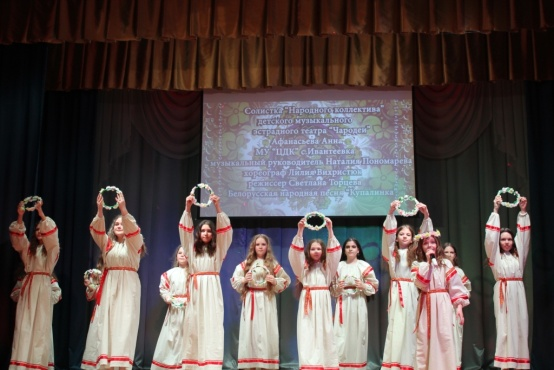 Солистка "Народного коллектива"
детского музыкального
эстрадного театра "Чародеи"
Афанасьева Анна
МУ "ЦДК" с.Ивантеевка
музыкальный руководитель Наталия Пономарева
хореограф Лилия Вихристюк
режиссер Светлана Торцева
Белорусская народная песня "Купалинка"